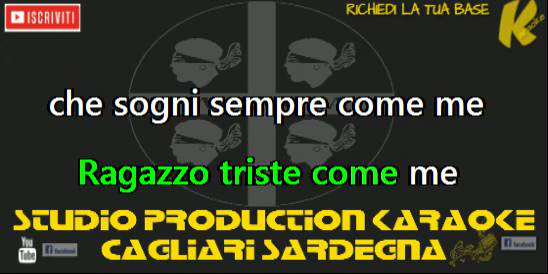 ISCRIVITI
RICHIEDI LA TUA BASE
Karaoke
che sogni sempre come me
Ragazzo triste come me
STUDIO PRODUCTION KARAOKE
CAGLIARI SARDEGNA
You Tube
facebook
facebook